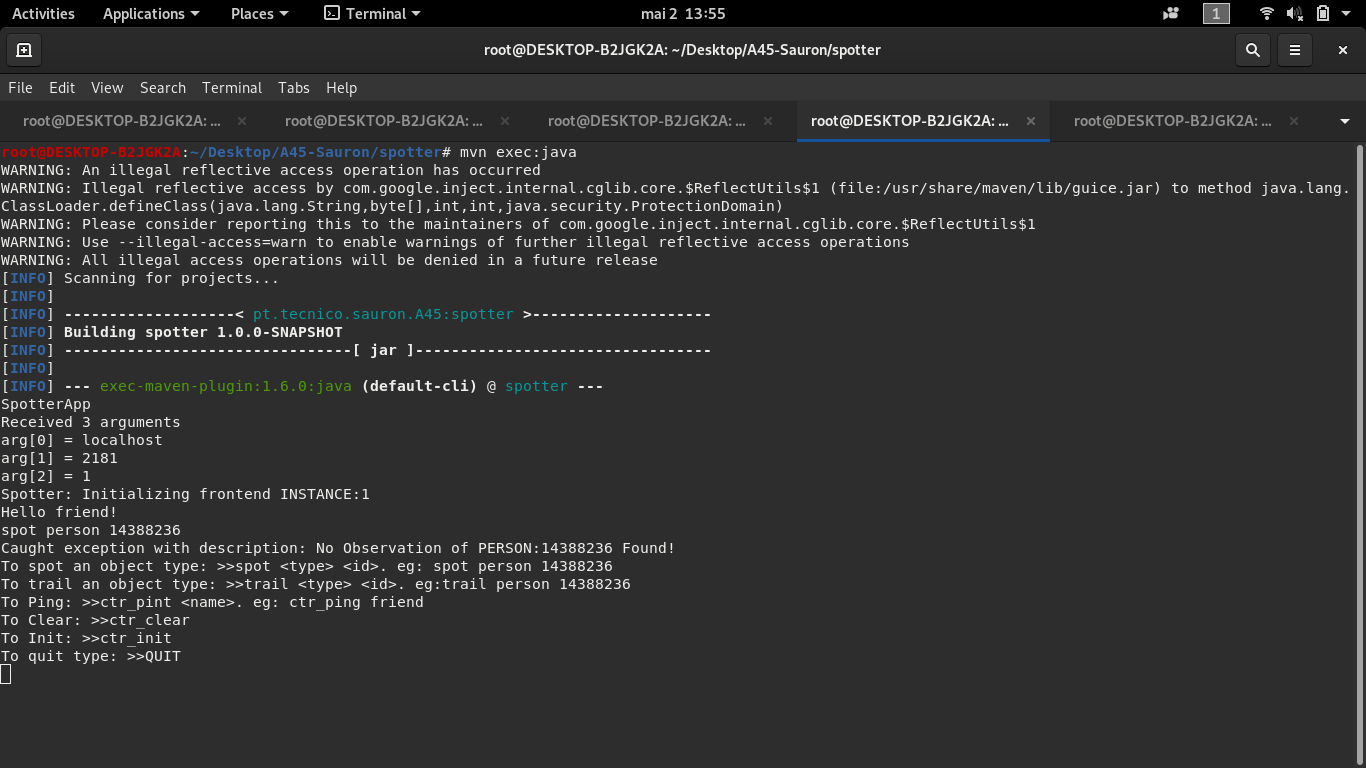 Activities Applications Places Terminal mai 2 13:55 1
root@DESKTOP-B2JGK2A: ~/Desktop/A45-Sauron/spotter
File Edit View Search Terminal Tabs Help
root@DESKTOP-B2JGK2A: ... root@DESKTOP-B2JGK2A: ... root@DESKTOP-B2JGK2A: ... root@DESKTOP-B2JGK2A: ... root@DESKTOP-B2JGK2A: ...
root@DESKTOP-B2JGK2A:~/Desktop/A45-Sauron/spotter# mvn exec:java
WARNING: An illegal reflective access operation has occurred
WARNING: Illegal reflective access by com.google.inject.internal.cglib.core.$ReflectUtils$1 (file:/usr/share/maven/lib/guice.jar) to method java.lang.
ClassLoader.defineClass(java.lang.String,byte[],int,int,java.security.ProtectionDomain)
WARNING: Please consider reporting this to the maintainers of com.google.inject.internal.cglib.core.$ReflectUtils$1
WARNING: Use --illegal-access=warn to enable warnings of further illegal reflective access operations
WARNING: All illegal access operations will be denied in a future release
[INFO] Scanning for projects...
[INFO]
[INFO] -------------------< pt.tecnico.sauron.A45:spotter >--------------------
[INFO] Building spotter 1.0.0-SNAPSHOT
[INFO] --------------------------------[ jar ]---------------------------------
[INFO]
[INFO] --- exec-maven-plugin:1.6.0:java (default-cli) @ spotter ---
SpotterApp
Received 3 arguments
arg[0] = localhost
arg[1] = 2181
arg[2] = 1
Spotter: Initializing frontend INSTANCE:1
Hello friend!
spot person 14388236
Caught exception with description: No Observation of PERSON:14388236 Found!
To spot an object type: >>spot <type> <id>. eg: spot person 14388236
To trail an object type: >>trail <type> <id>. eg:trail person 14388236
To Ping: >>ctr_pint <name>. eg: ctr_ping friend
To Clear: >>ctr_clear
To Init: >>ctr_init
To quit type: >>QUIT